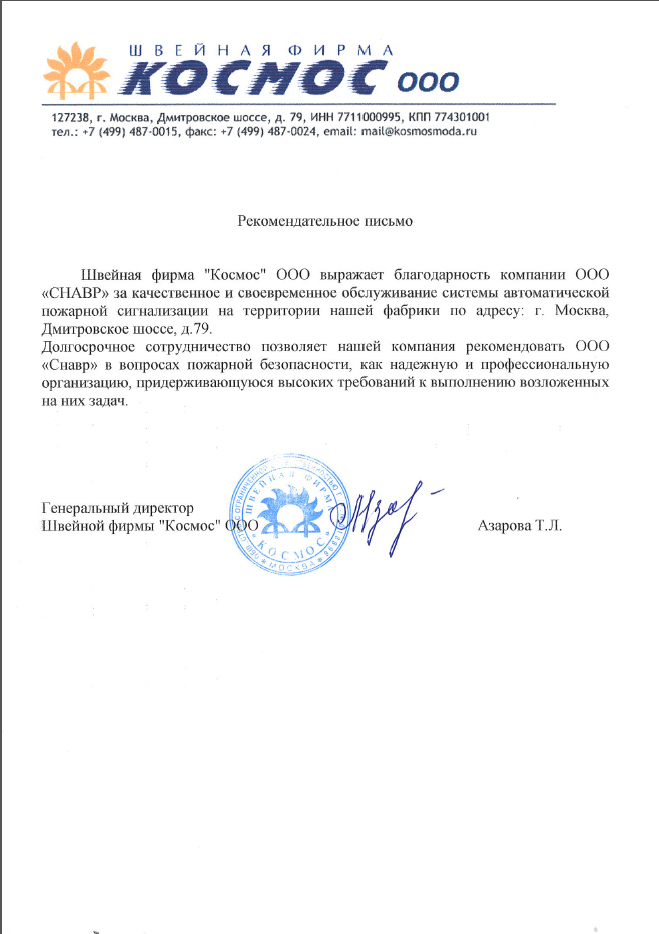 ШВЕЙНАЯ ФИРМА
КОСМОС ООО
127238, г. Москва, Дмитровское шоссе, д. 79, ИНН 7711000995, КПП 774301001
тел.: +7 (499) 487-0015, факс: +7 (499) 487-0024, email: mail@kosmosmoda.ru
Рекомендательное письмо
Швейная фирма "Космос" ООО выражает благодарность компании ООО
«СНАВР» за качественное и своевременное обслуживание системы автоматической
пожарной сигнализации на территории нашей фабрики по адресу: г. Москва,
Дмитровское шоссе, д.79.
Долгосрочное сотрудничество позволяет нашей компания рекомендовать ООО
«Снавр» в вопросах пожарной безопасности, как надежную и профессиональную
организацию, придерживающуюся высоких требований к выполнению возложенных
на них задач.
Генеральный директор
Швейной фирмы "Космос" ООО
Азарова Т.Л.
ШВЕЙНАЯ ФИРМА
"КОСМОС"
* МОСКВА *